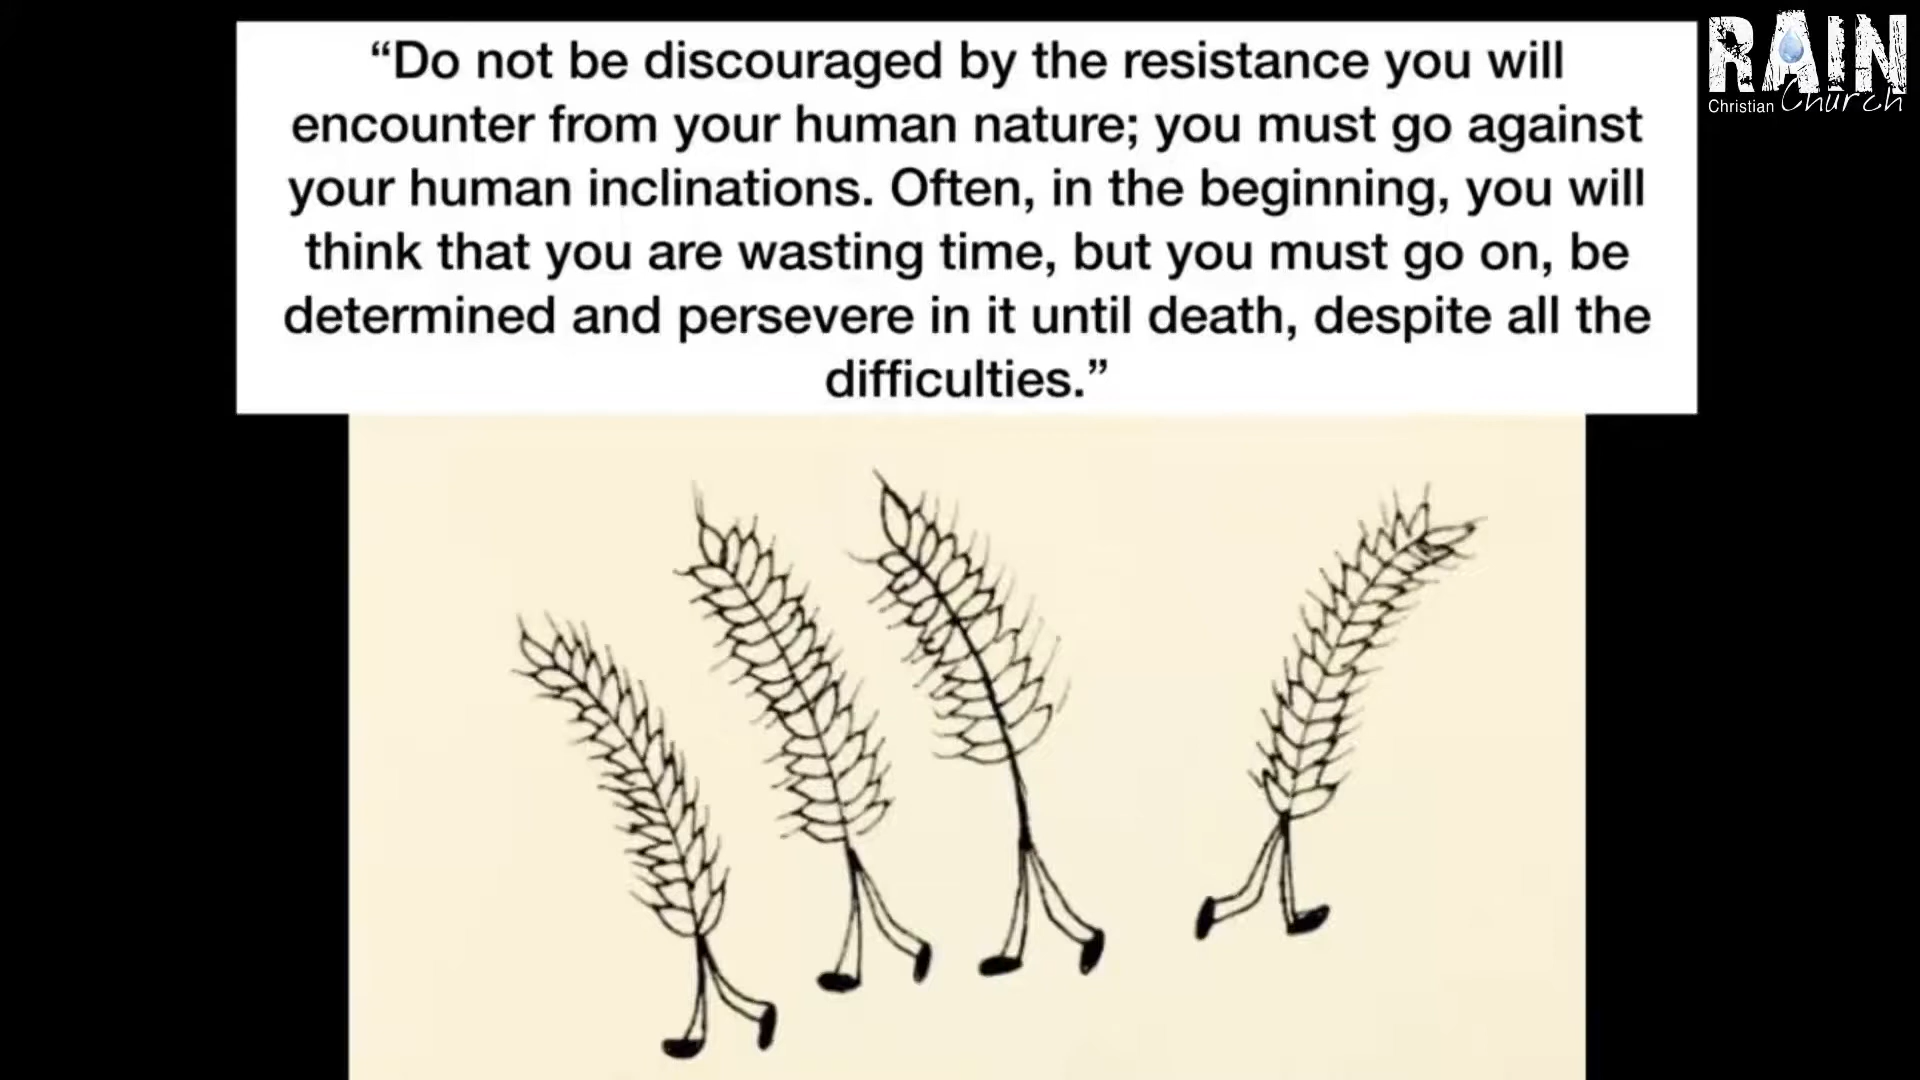 “Do not be discouraged by the resistance you will
encounter from your human nature; you must go against
your human inclinations. Often, in the beginning, you will
think that you are wasting time, but you must go on, be
determined and persevere in it until death, despite all the
difficulties.”
RAIN
Christian Church